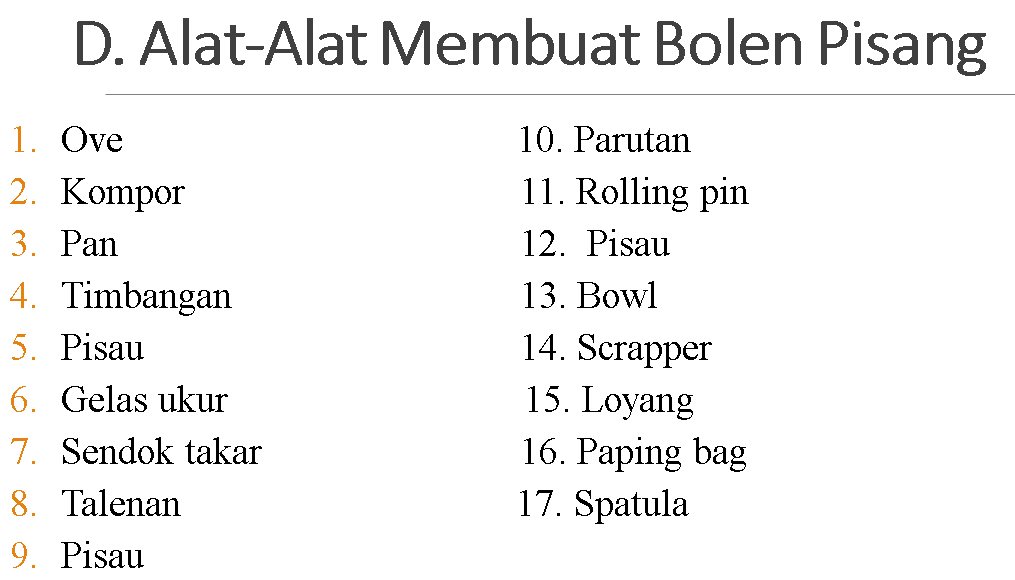 D. Alat-Alat Membuat Bolen Pisang
1. Ove
2. Kompor
3. Pan
4. Timbangan
5. Pisau
6. Gelas ukur
7. Sendok takar
8. Talenan
9. Pisau
10. Parutan
11. Rolling pin
12. Pisau
13. Bowl
14. Scrapper
15. Loyang
16. Paping bag
17. Spatula